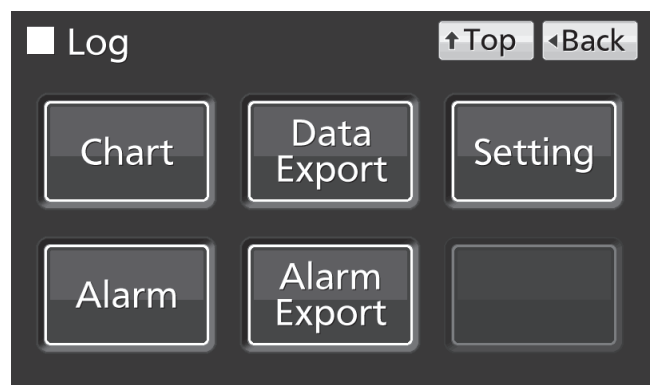 Log
↑Top
◂Back
Chart
Data
Export
Setting
Alarm
Alarm
Export